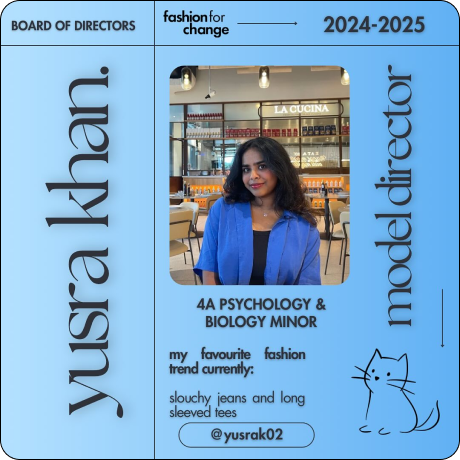 BOARD OF DIRECTORS
fashion for
change
2024-2025
yusra khan.
LA CUCINA
model director
4A PSYCHOLOGY &
BIOLOGY MINOR
my favourite fashion
trend currently:
slouchy jeans and long
sleeved tees
@yusrak02